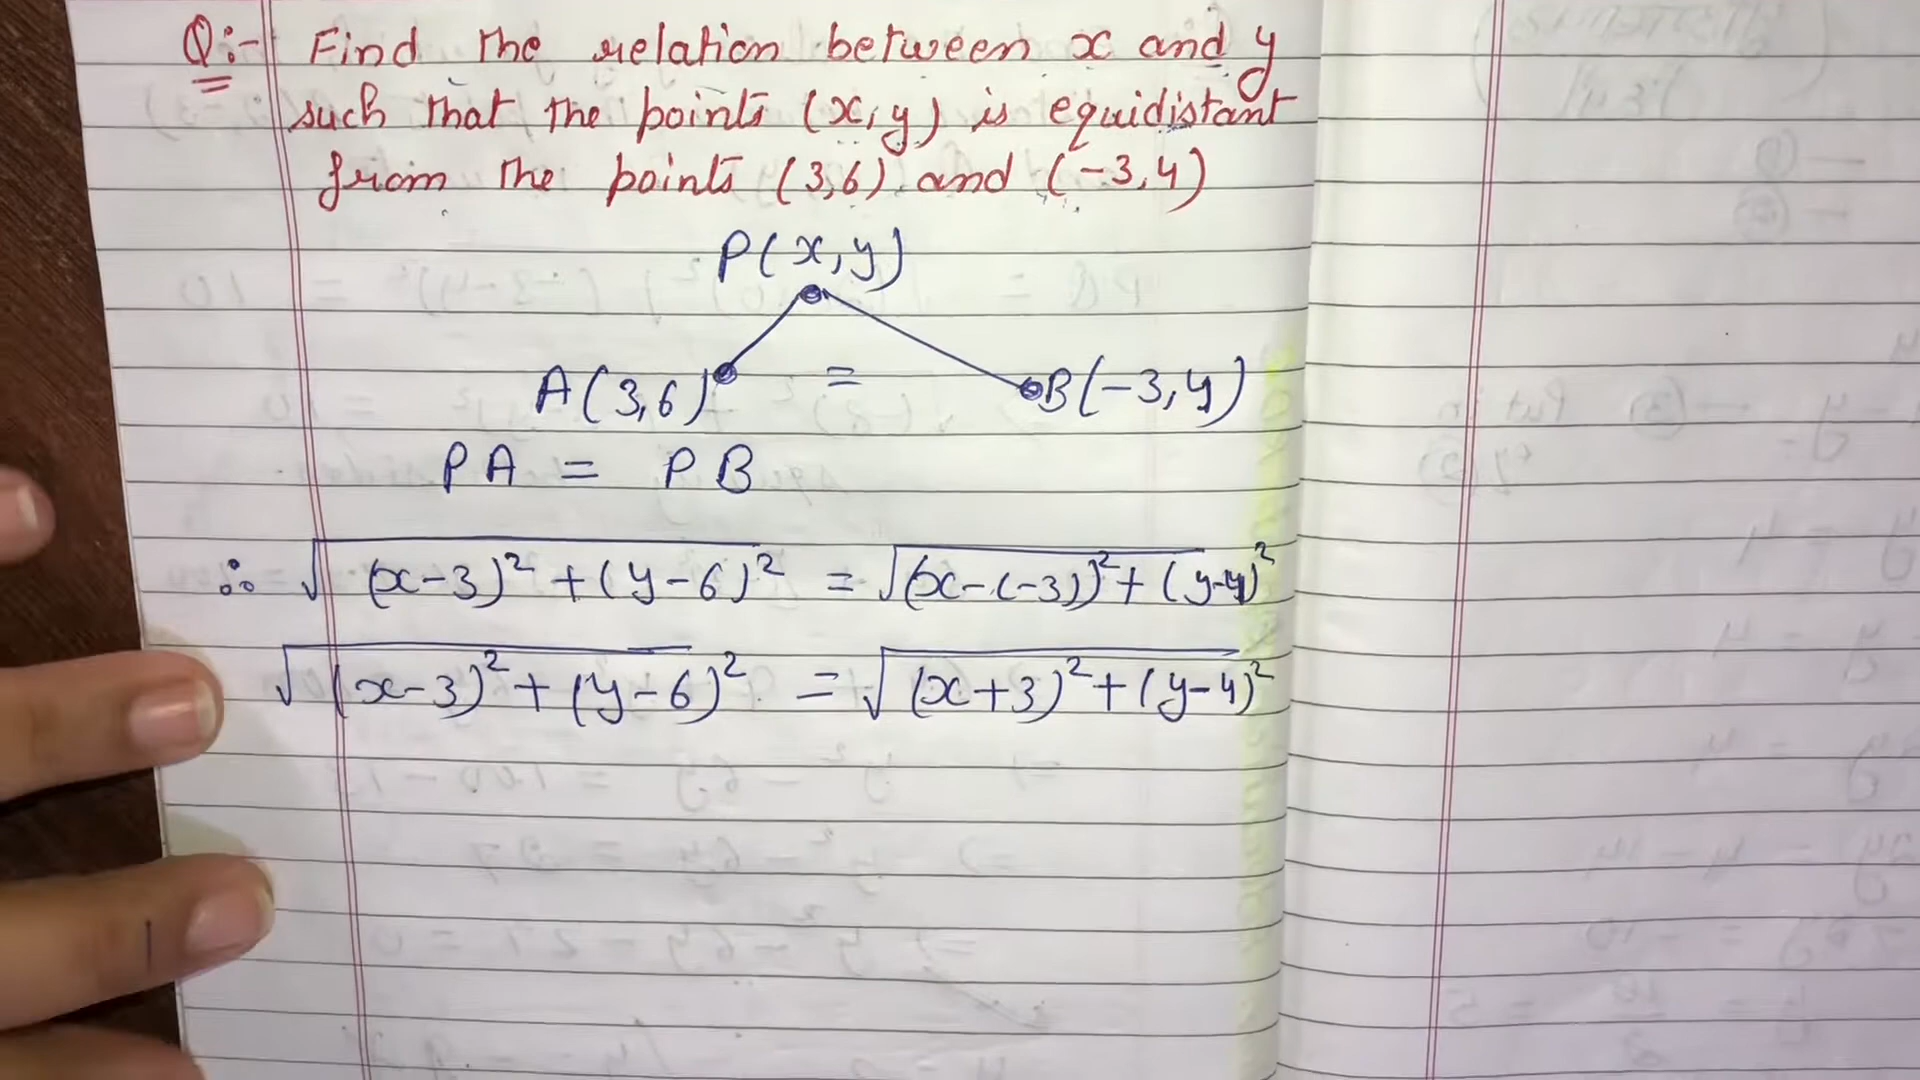 Q:- Find the relation between x and y
such that the points (x,y) is equidistant
from the points (3,6) and (-3,4)
P(x,y)
A(3,6) = B(-3,4)
PA = PB
∴ √(x-3)²+(y-6)² = √(x-(-3))²+(y-4)²
√(x-3)²+(y-6)² = √(x+3)²+(y-4)²